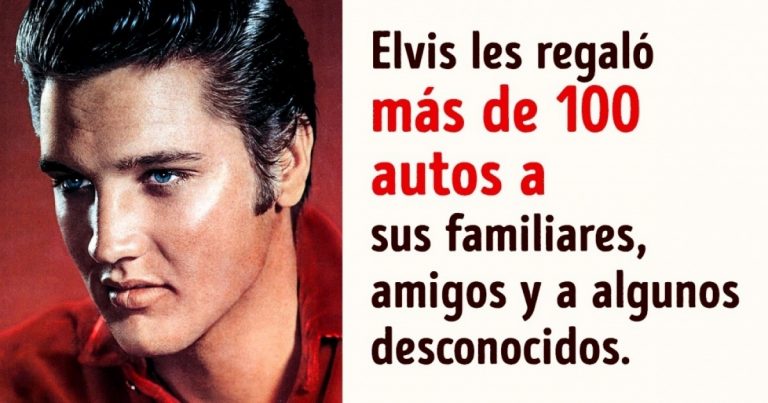 Elvis les regaló
más de 100
autos a
sus familiares,
amigos y a algunos
desconocidos.